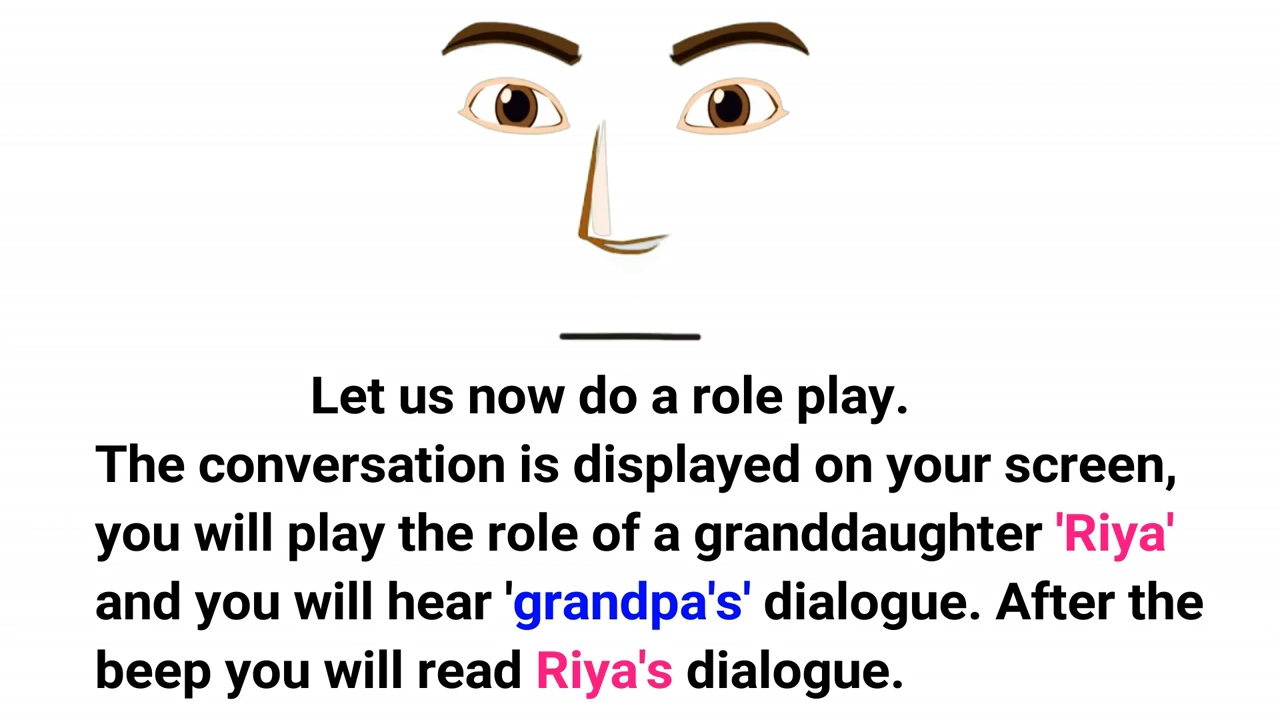 Let us now do a role play.
The conversation is displayed on your screen,
you will play the role of a granddaughter 'Riya'
and you will hear 'grandpa's' dialogue. After the
beep you will read Riya's dialogue.